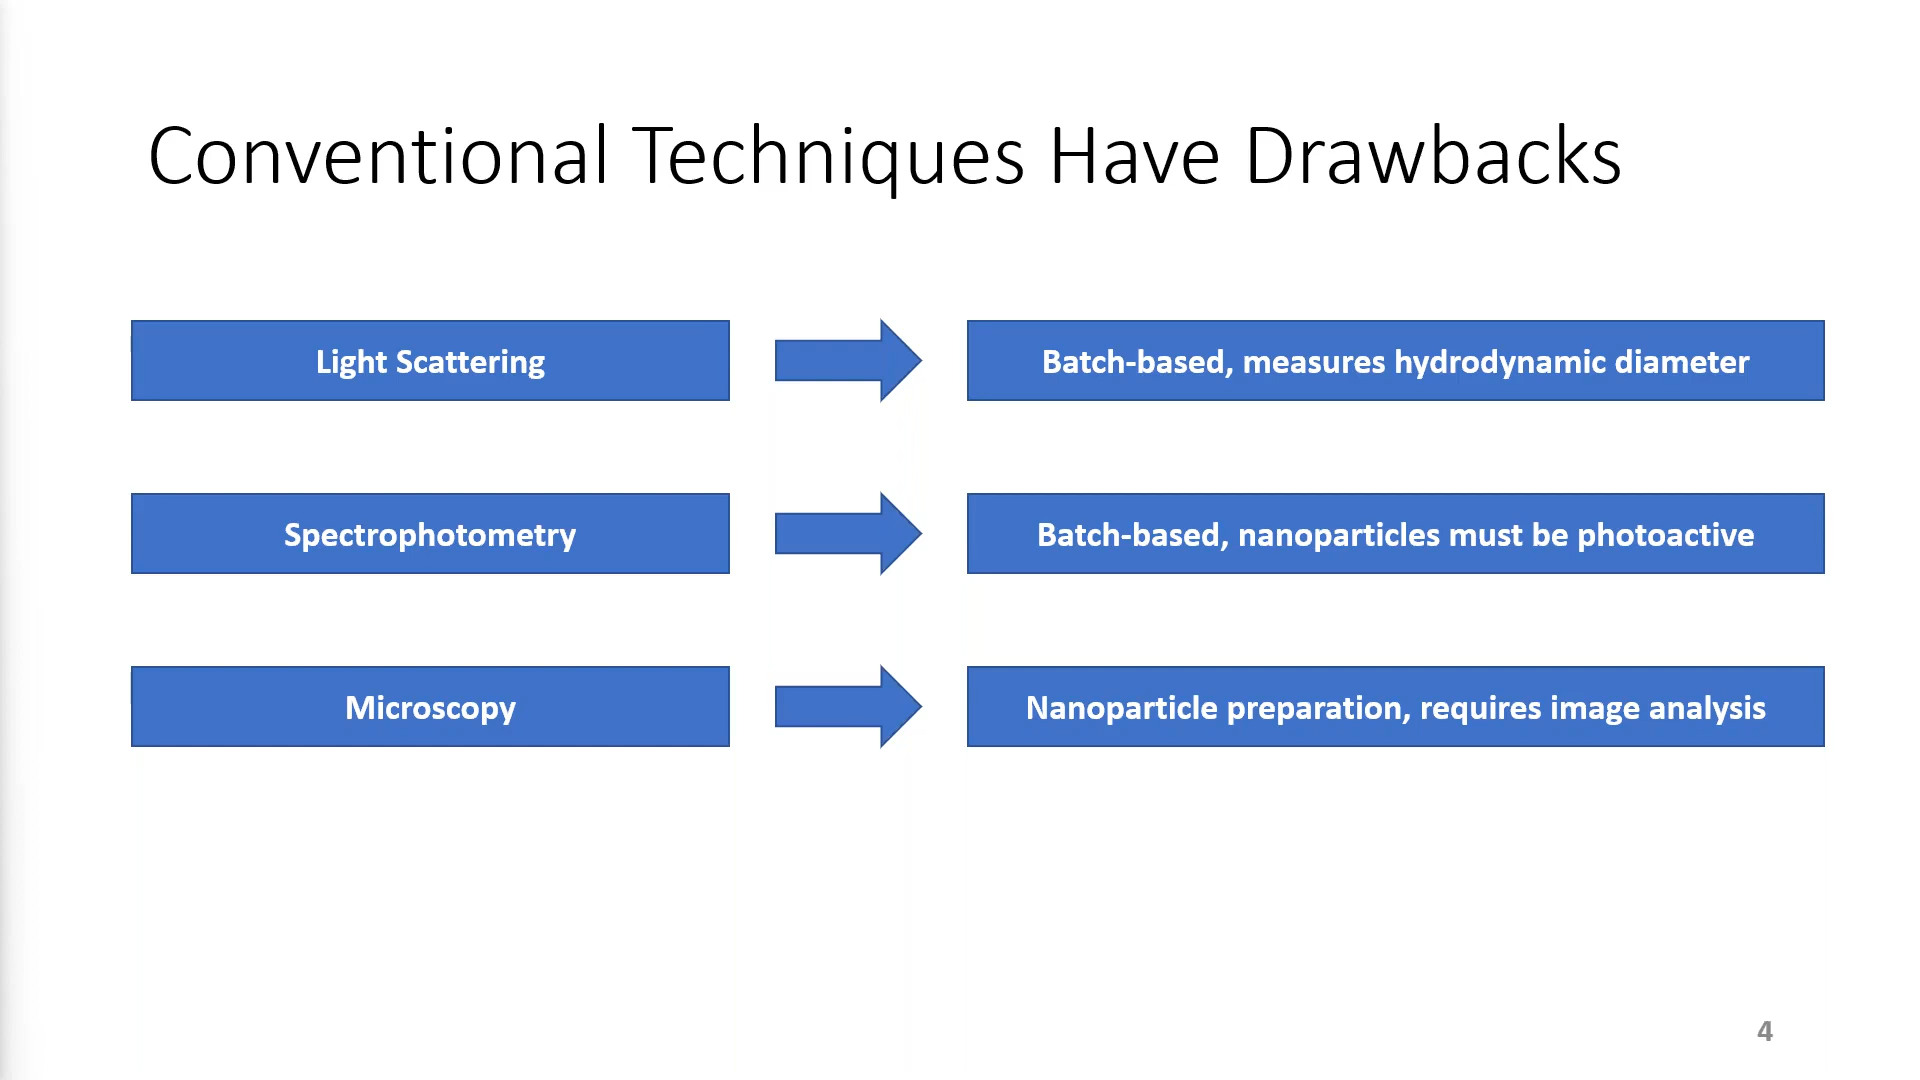 Conventional Techniques Have Drawbacks
Light Scattering
Batch-based, measures hydrodynamic diameter
Spectrophotometry
Batch-based, nanoparticles must be photoactive
Microscopy
Nanoparticle preparation, requires image analysis
4